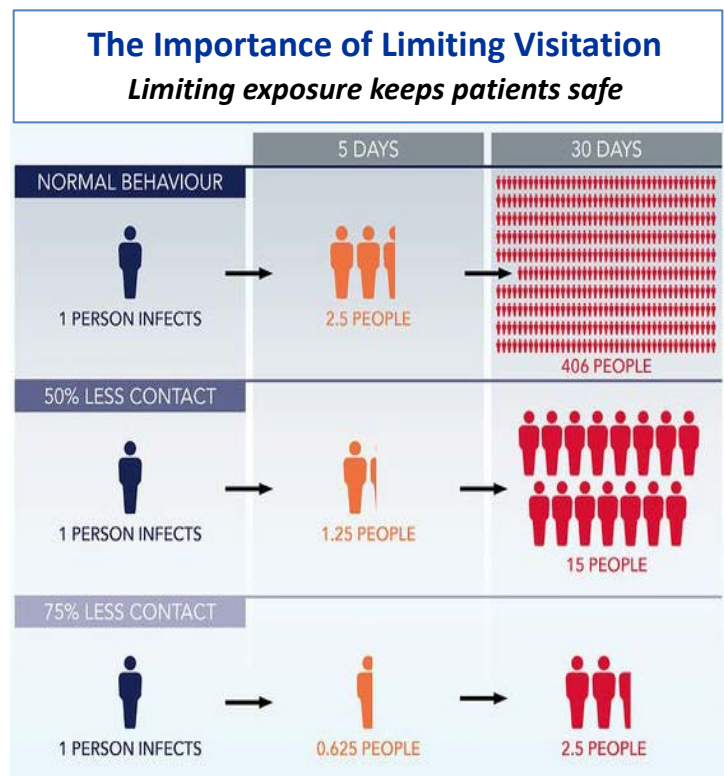 The Importance of Limiting Visitation
Limiting exposure keeps patients safe
5 DAYS
30 DAYS
NORMAL BEHAVIOUR
1 PERSON INFECTS
2.5 PEOPLE
406 PEOPLE
50% LESS CONTACT
1 PERSON INFECTS
1.25 PEOPLE
15 PEOPLE
75% LESS CONTACT
1 PERSON INFECTS
0.625 PEOPLE
2.5 PEOPLE